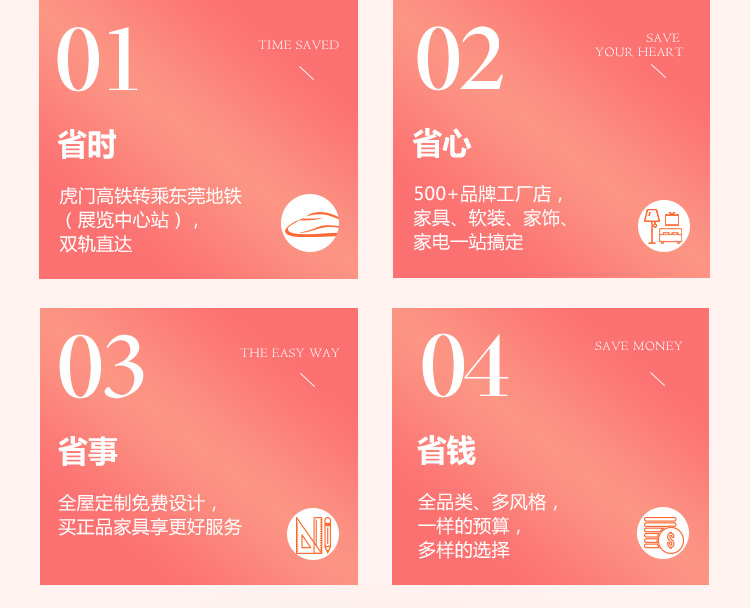 01
TIME SAVED
省时
虎门高铁转乘东莞地铁
（展览中心站），
双轨直达
02
SAVE
YOUR HEART
省心
500+品牌工厂店，
家具、软装、家饰、
家电一站搞定
03
THE EASY WAY
省事
全屋定制免费设计，
买正品家具享更好服务
04
SAVE MONEY
省钱
全品类、多风格，
一样的预算，
多样的选择
$